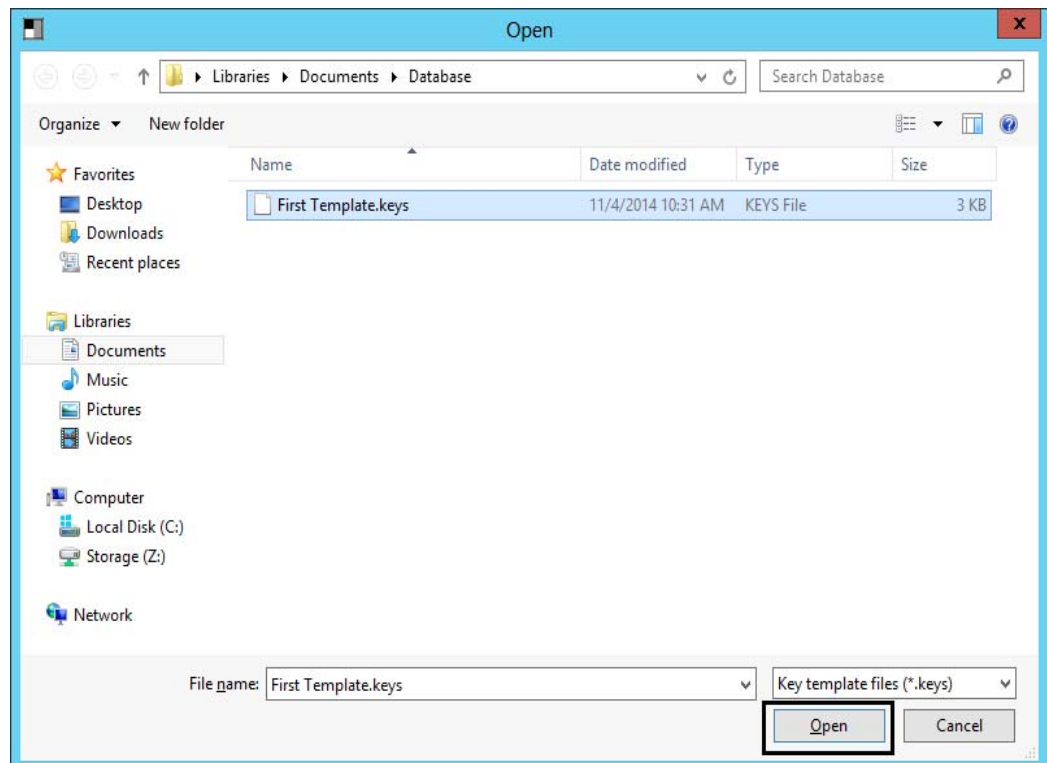 Open
x
Libraries Documents Database
Search Database
Organize New folder
Name Date modified Type Size
First Template.keys 11/4/2014 10:31 AM KEYS File 3 KB
Favorites
Desktop
Downloads
Recent places
Libraries
Documents
Music
Pictures
Videos
Computer
Local Disk (C:)
Storage (Z:)
Network
File name: First Template.keys Key template files (*.keys)
Open Cancel